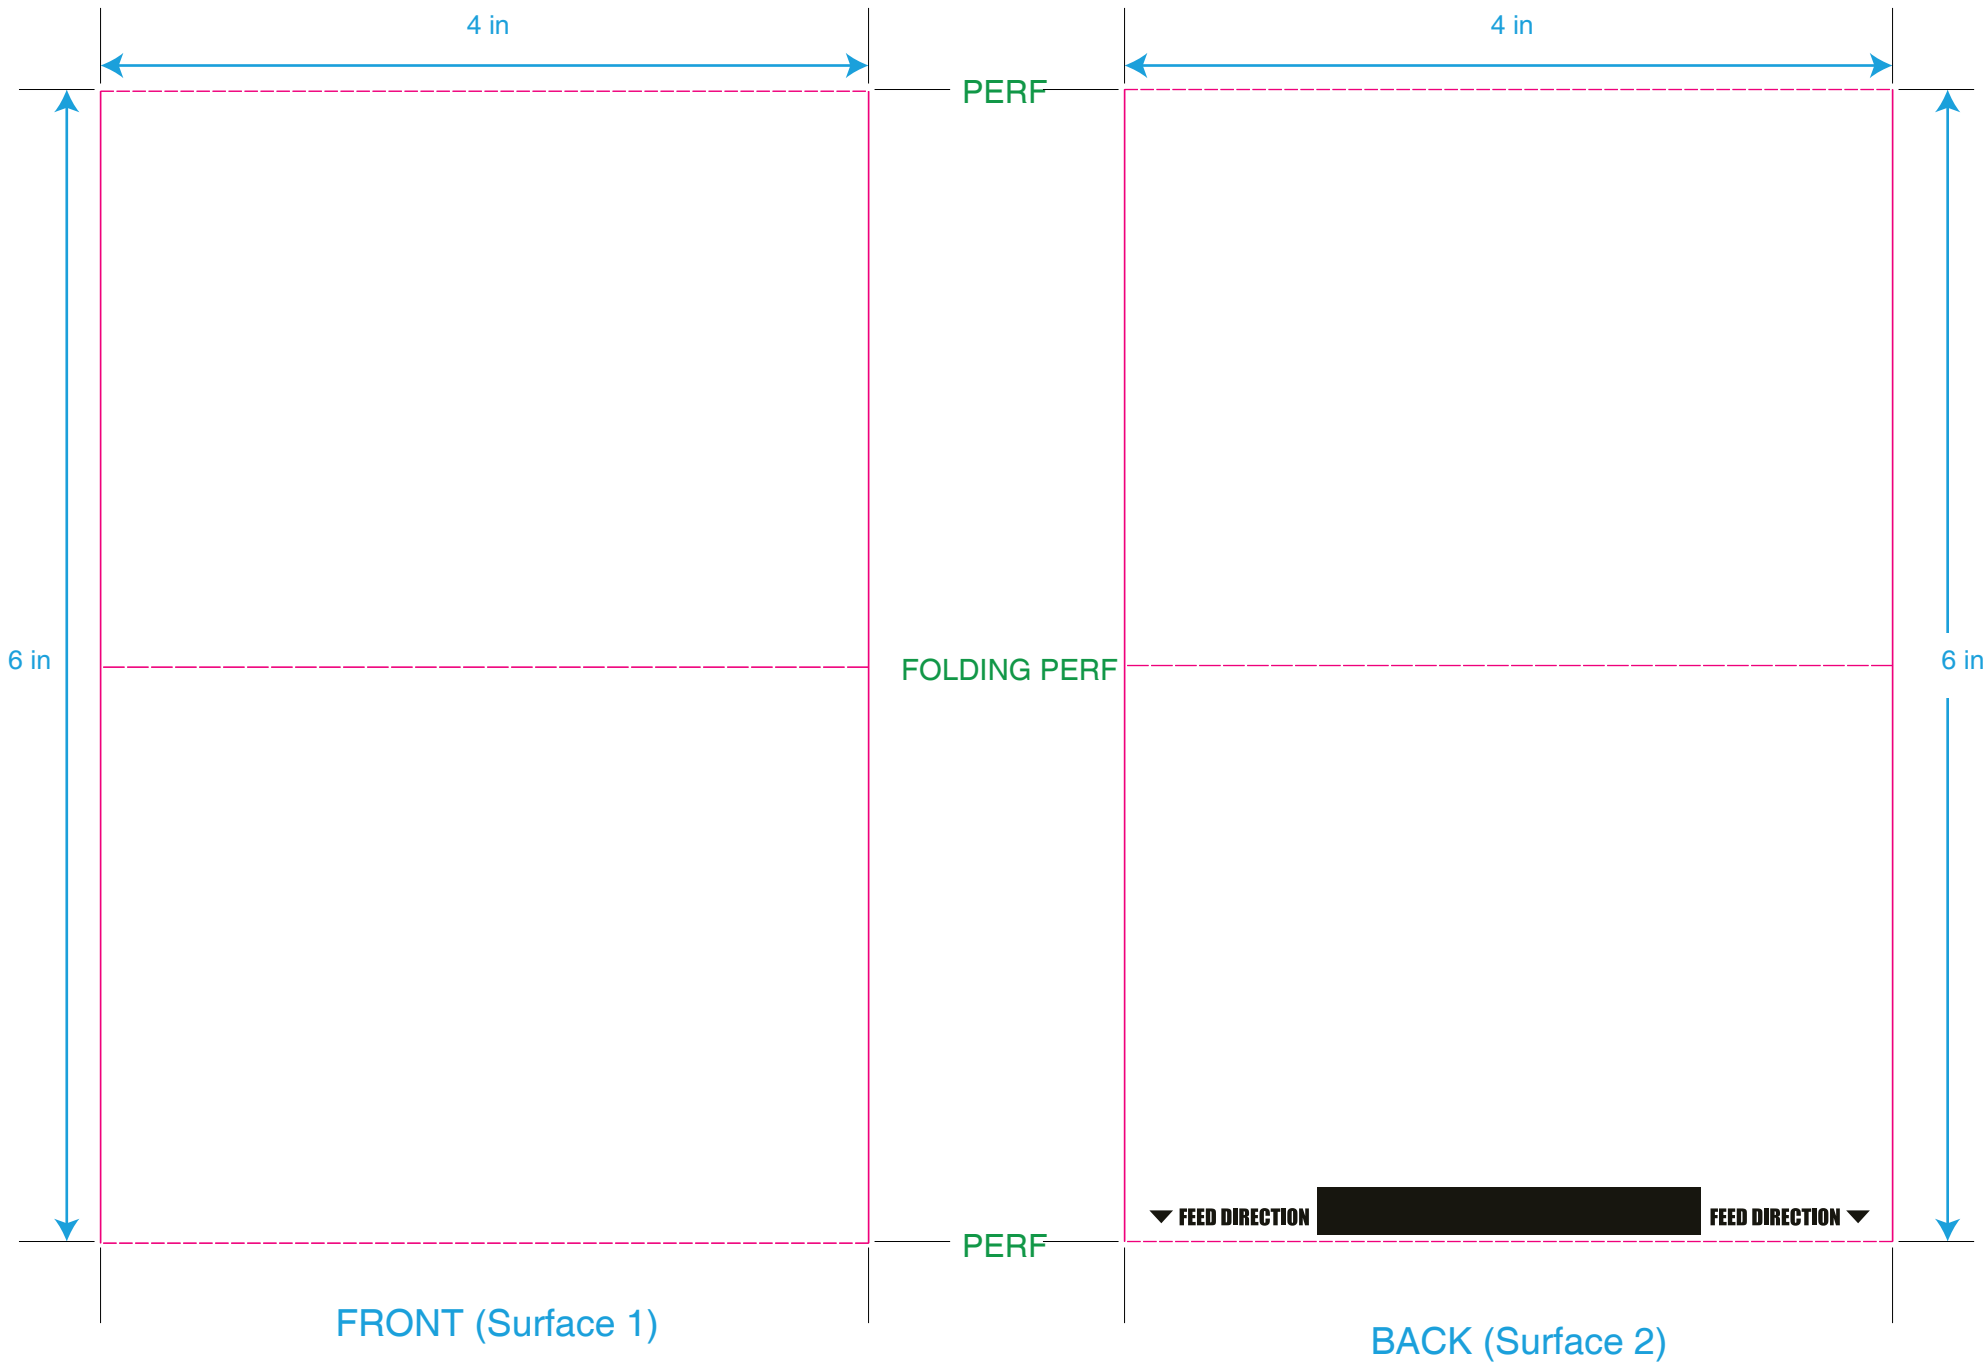 4 in
4 in
PERF
6 in
FOLDING PERF
6 in
FEED DIRECTION
FEED DIRECTION
PERF
FRONT (Surface 1)
BACK (Surface 2)